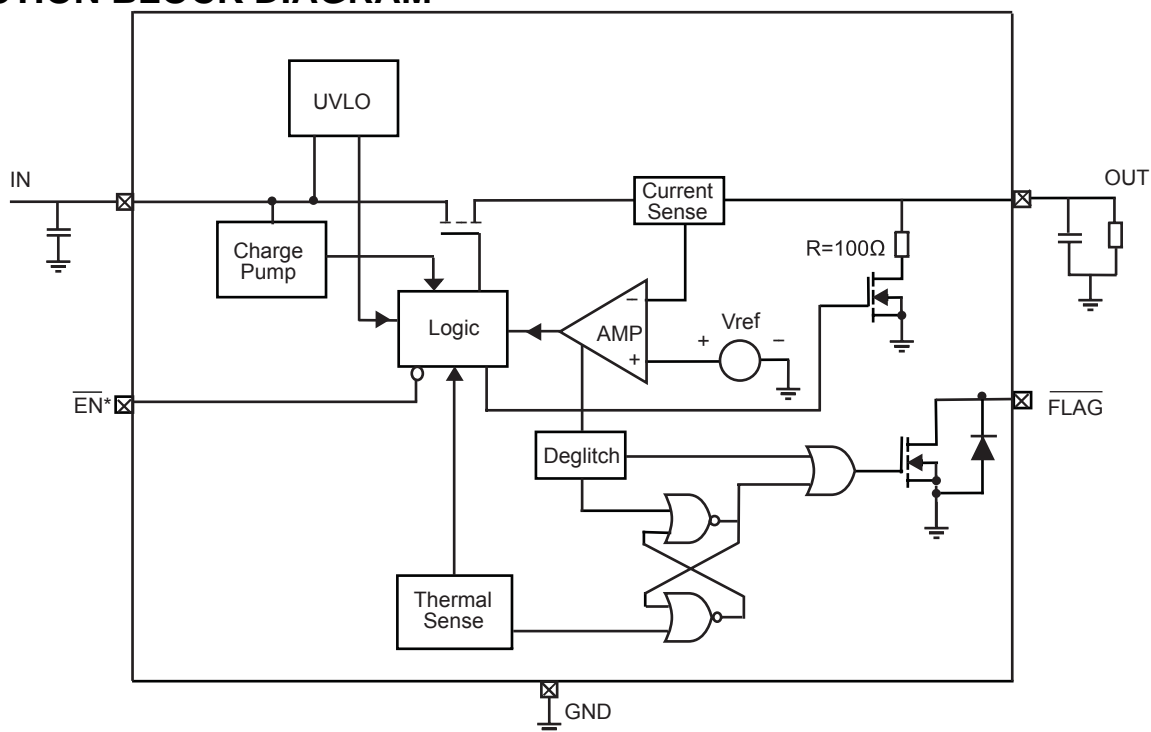 UVLO
IN
OUT
Current
Sense
Charge
Pump
R=100Ω
Logic
−
AMP
+
Vref
+
−
EN*
FLAG
Deglitch
Thermal
Sense
GND